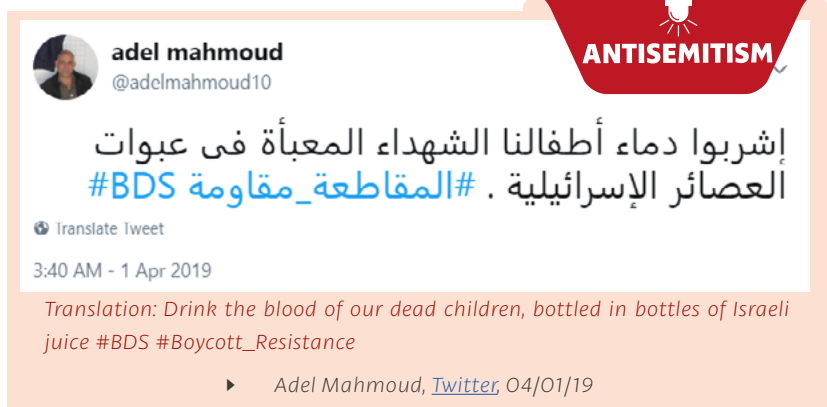 ANTISEMITISM
adel mahmoud
@adelmahmoud10
إشربوا دماء أطفالنا الشهداء المعبأة فى عبوات
العصائر الإسرائيلية . #المقاطعة_مقاومة BDS#
Translate Tweet
3:40 AM - 1 Apr 2019
Translation: Drink the blood of our dead children, bottled in bottles of Israeli
juice #BDS #Boycott_Resistance
Adel Mahmoud, Twitter, 04/01/19